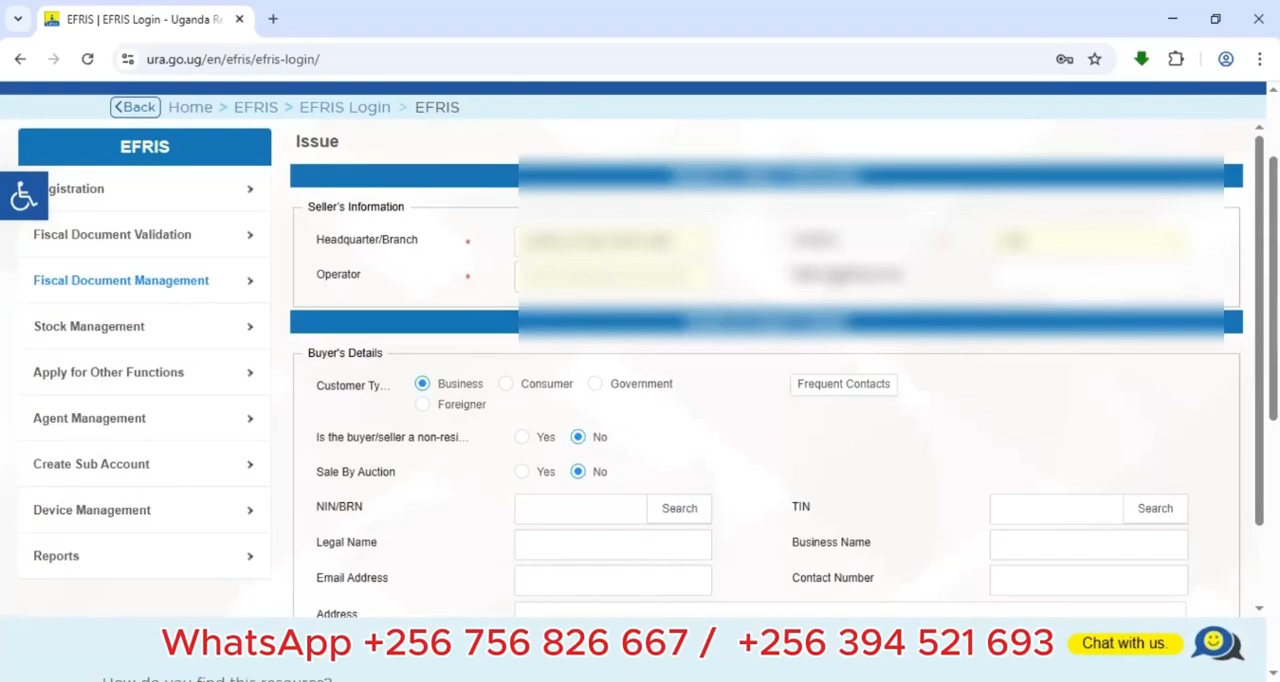 EFRIS | EFRIS Login - Uganda Re
ura.go.ug/en/efris/efris-login/
Back Home > EFRIS > EFRIS Login > EFRIS
EFRIS
gistration
Fiscal Document Validation
Fiscal Document Management
Stock Management
Apply for Other Functions
Agent Management
Create Sub Account
Device Management
Reports
Issue
Seller's Information
Headquarter/Branch *
Operator *
Buyer's Details
Customer Ty... Business Consumer Government Frequent Contacts
Foreigner
Is the buyer/seller a non-resi... Yes No
Sale By Auction Yes No
NIN/BRN Search TIN Search
Legal Name Business Name
Email Address Contact Number
Address
WhatsApp +256 756 826 667 / +256 394 521 693
Chat with us.
How do you find this resource?